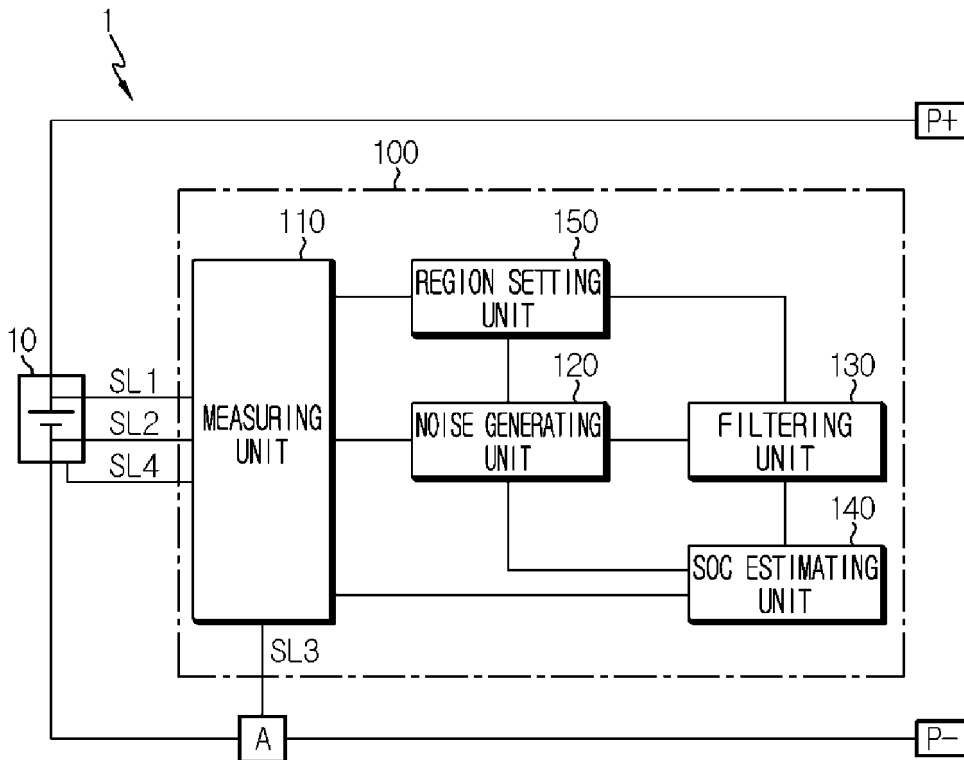 1
P+
100
110
150
REGION SETTING
UNIT
10
SL1
SL2
SL4
MEASURING
UNIT
120
NOISE GENERATING
UNIT
130
FILTERING
UNIT
140
SOC ESTIMATING
UNIT
SL3
A
P-